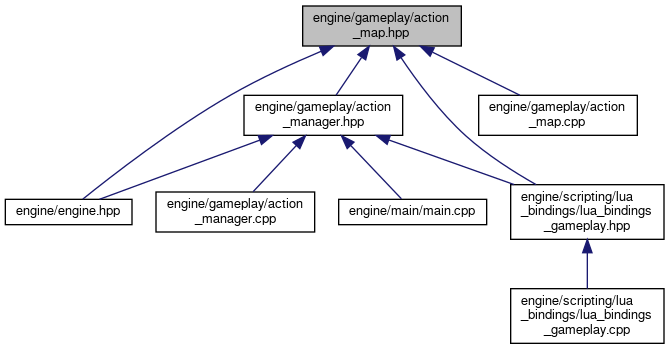 engine/gameplay/action
_map.hpp
engine/gameplay/action
_manager.hpp
engine/gameplay/action
_map.cpp
engine/engine.hpp
engine/gameplay/action
_manager.cpp
engine/main/main.cpp
engine/scripting/lua
_bindings/lua_bindings
_gameplay.hpp
engine/scripting/lua
_bindings/lua_bindings
_gameplay.cpp